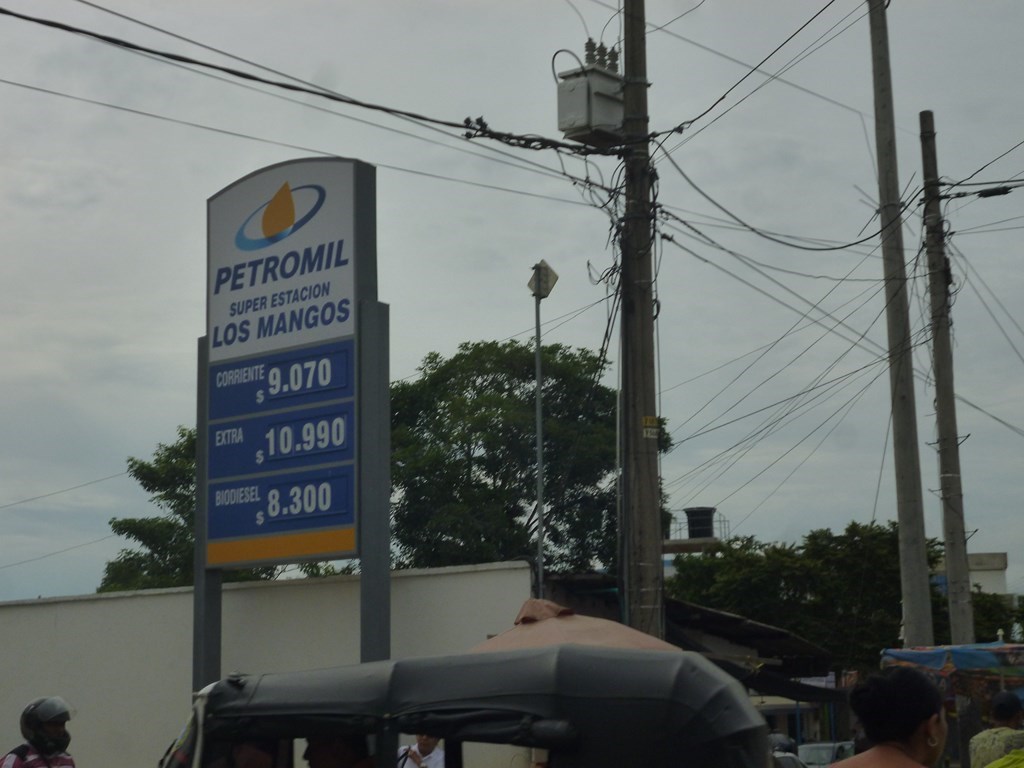 PETROMIL
SUPER ESTACION
LOS MANGOS
CORRIENTE $ 9.070
EXTRA $ 10.990
BIODIESEL $ 8.300